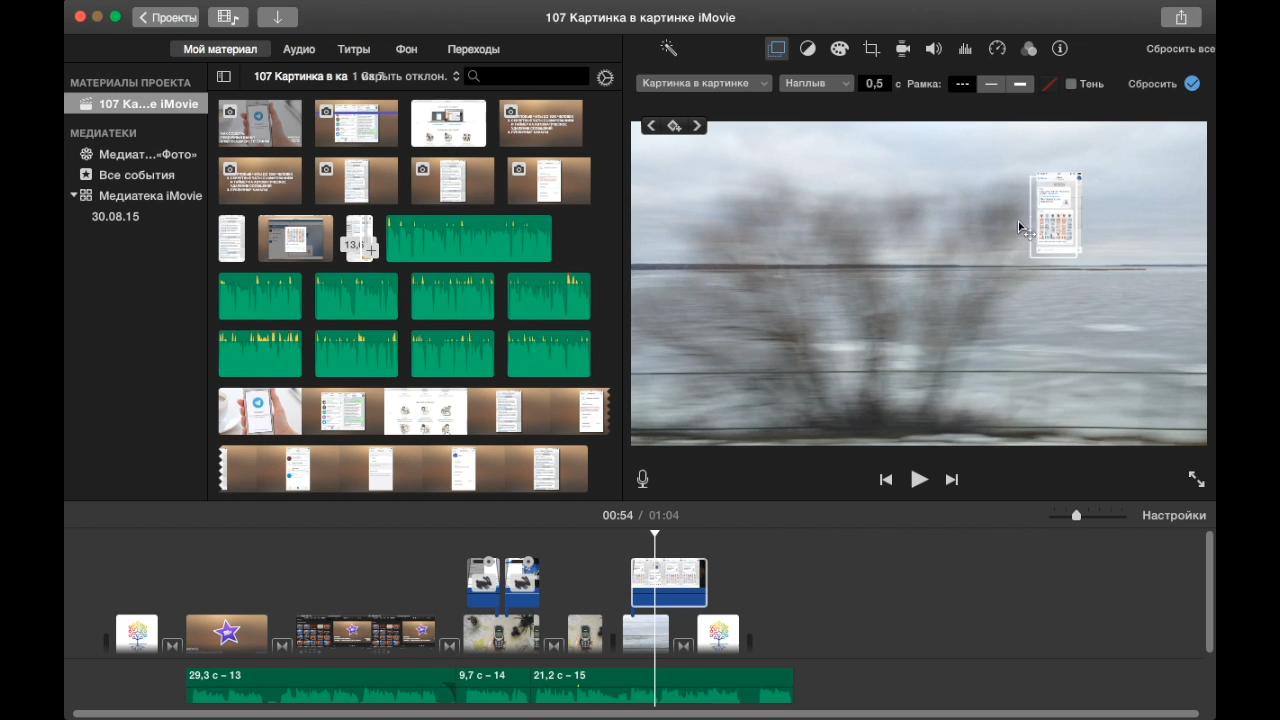 Проекты
107 Картинка в картинке iMovie
Мой материал Аудио Титры Фон Переходы
Сбросить все
МАТЕРИАЛЫ ПРОЕКТА
107 Ка...е iMovie
МЕДИАТЕКИ
Медиат...«Фото»
Все события
Медиатека iMovie
30.08.15
107 Картинка в ка
Скрыть отклон.
Картинка в картинке Наплыв 0,5 с Рамка: Тень Сбросить
00:54 / 01:04
Настройки
29,3 с – 13 9,7 с – 14 21,2 с – 15